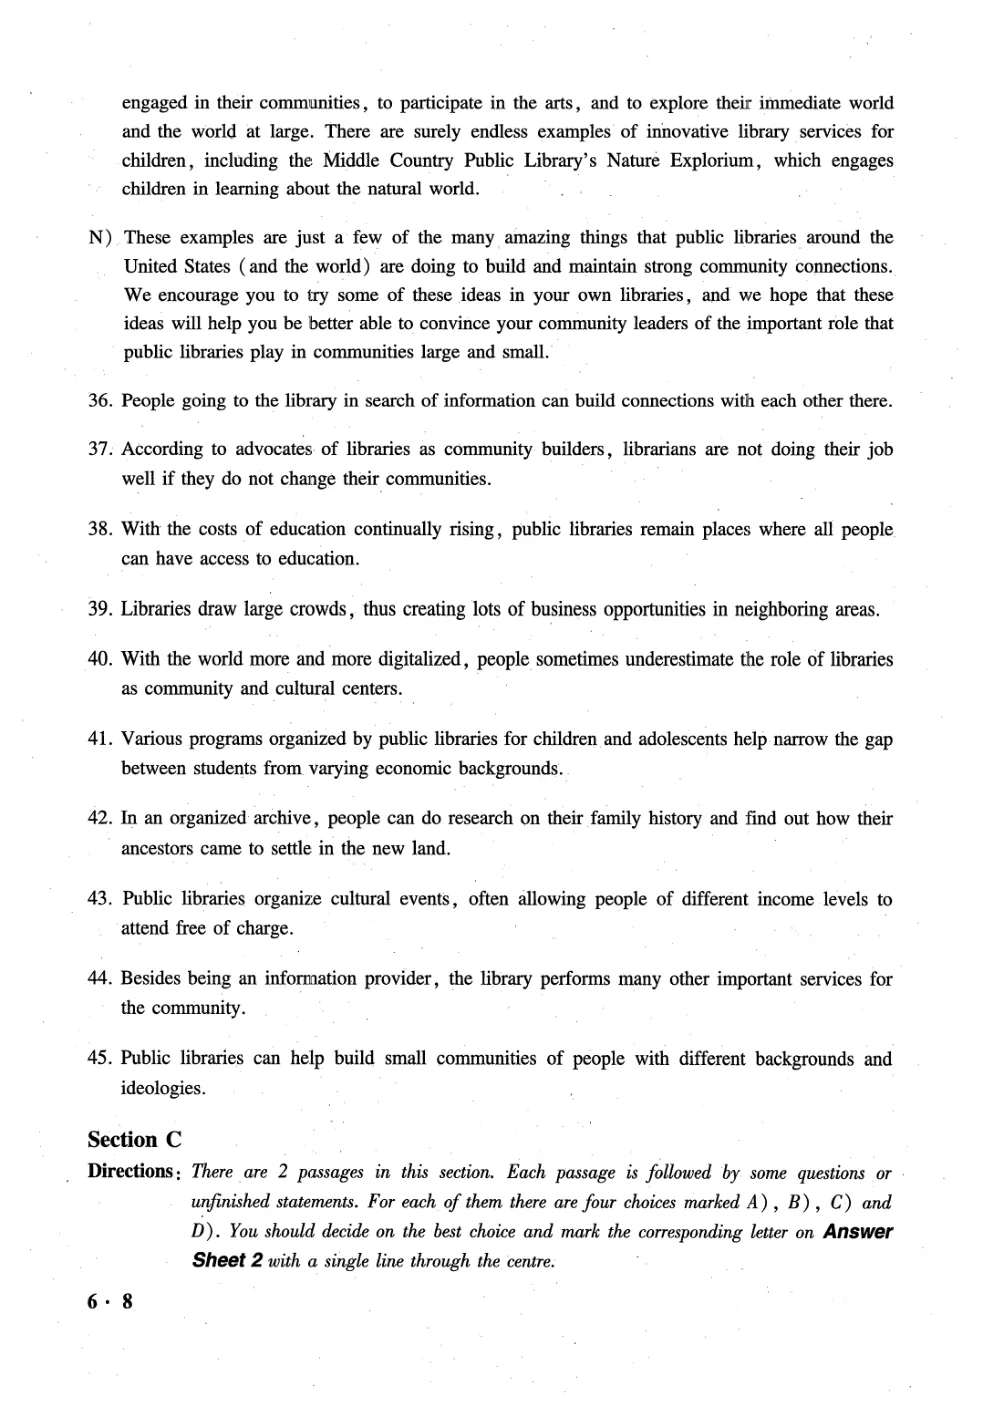 engaged in their communities, to participate in the arts, and to explore their immediate world
and the world at large. There are surely endless examples of innovative library services for
children, including the Middle Country Public Library's Nature Explorium, which engages
children in learning about the natural world.
N) These examples are just a few of the many amazing things that public libraries around the
United States (and the world) are doing to build and maintain strong community connections.
We encourage you to try some of these ideas in your own libraries, and we hope that these
ideas will help you be better able to convince your community leaders of the important role that
public libraries play in communities large and small.
36. People going to the library in search of information can build connections with each other there.
37. According to advocates of libraries as community builders, librarians are not doing their job
well if they do not change their communities.
38. With the costs of education continually rising, public libraries remain places where all people
can have access to education.
39. Libraries draw large crowds, thus creating lots of business opportunities in neighboring areas.
40. With the world more and more digitalized, people sometimes underestimate the role of libraries
as community and cultural centers.
41. Various programs organized by public libraries for children and adolescents help narrow the gap
between students from varying economic backgrounds.
42. In an organized archive, people can do research on their family history and find out how their
ancestors came to settle in the new land.
43. Public libraries organize cultural events, often allowing people of different income levels to
attend free of charge.
44. Besides being an information provider, the library performs many other important services for
the community.
45. Public libraries can help build small communities of people with different backgrounds and
ideologies.
Section C
Directions: There are 2 passages in this section. Each passage is followed by some questions or
unfinished statements. For each of them there are four choices marked A), B), C) and
D). You should decide on the best choice and mark the corresponding letter on Answer
Sheet 2 with a single line through the centre.
6 · 8